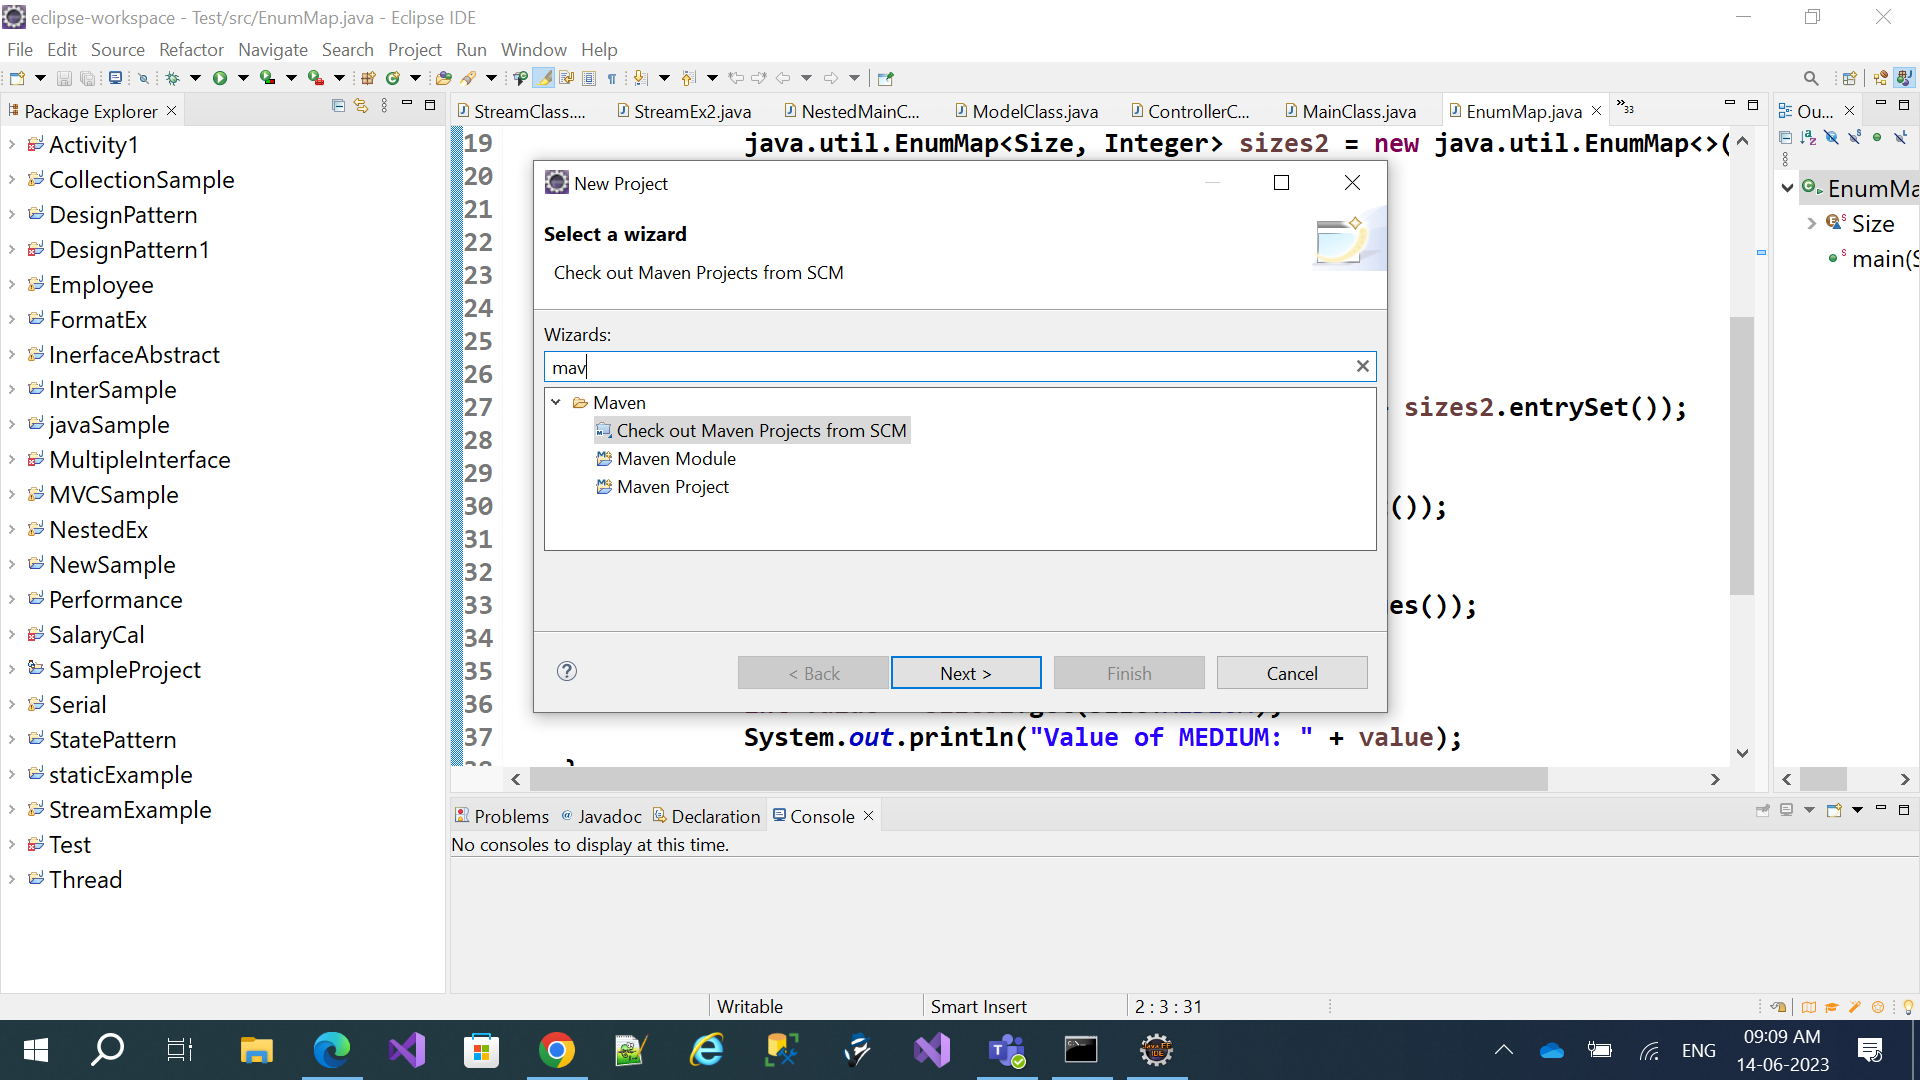 eclipse-workspace - Test/src/EnumMap.java - Eclipse IDE
File Edit Source Refactor Navigate Search Project Run Window Help
Package Explorer
Activity1
CollectionSample
DesignPattern
DesignPattern1
Employee
FormatEx
InerfaceAbstract
InterSample
javaSample
MultipleInterface
MVCSample
NestedEx
NewSample
Performance
SalaryCal
SampleProject
Serial
StatePattern
staticExample
StreamExample
Test
Thread
StreamClass.... StreamEx2.java NestedMainC... ModelClass.java ControllerC... MainClass.java EnumMap.java 33
19 java.util.EnumMap<Size, Integer> sizes2 = new java.util.EnumMap<>(
20
21
22
23
24
25
26
27 sizes2.entrySet());
28
29
30 ());
31
32
33 es());
34
35
36
37 System.out.println("Value of MEDIUM: " + value);
New Project
Select a wizard
Check out Maven Projects from SCM
Wizards:
mav
Maven
Check out Maven Projects from SCM
Maven Module
Maven Project
< Back Next > Finish Cancel
Ou...
EnumMa
Size
main(S
Problems Javadoc Declaration Console
No consoles to display at this time.
Writable Smart Insert 2 : 3 : 31
ENG
09:09 AM
14-06-2023